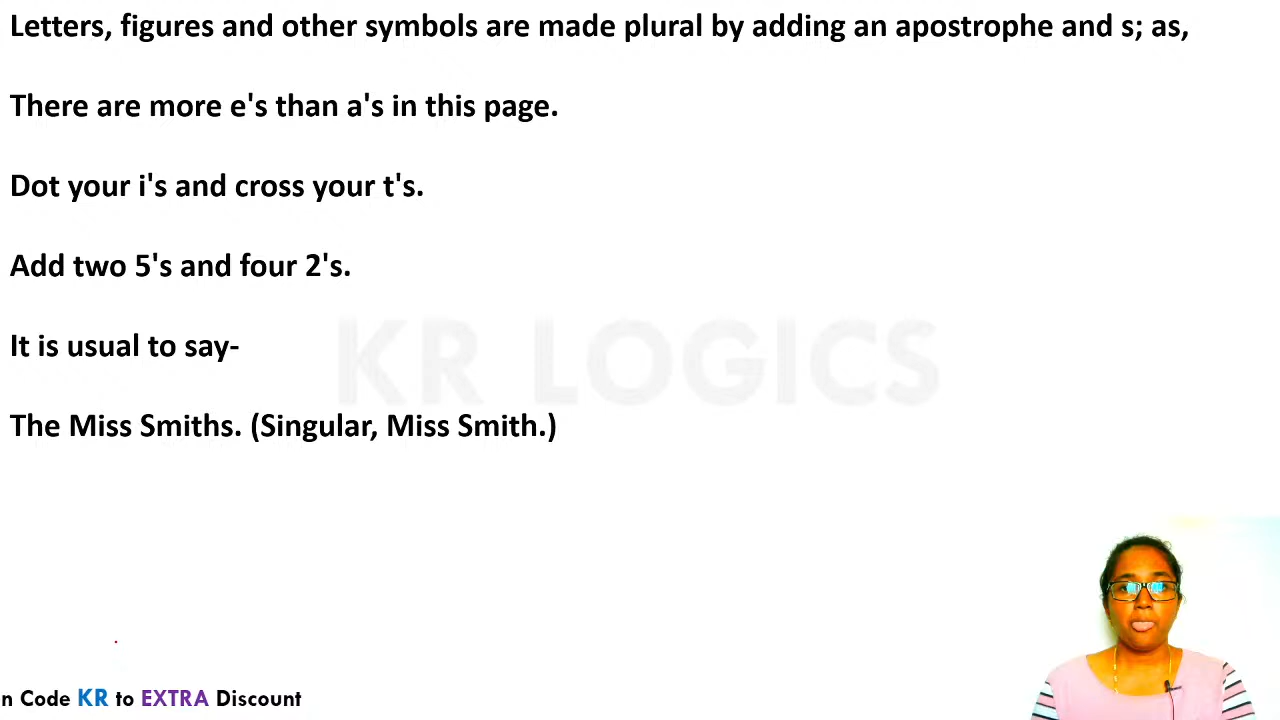 Letters, figures and other symbols are made plural by adding an apostrophe and s; as,
There are more e's than a's in this page.
Dot your i's and cross your t's.
Add two 5's and four 2's.
It is usual to say-
KR LOGICS
The Miss Smiths. (Singular, Miss Smith.)
n Code KR to EXTRA Discount